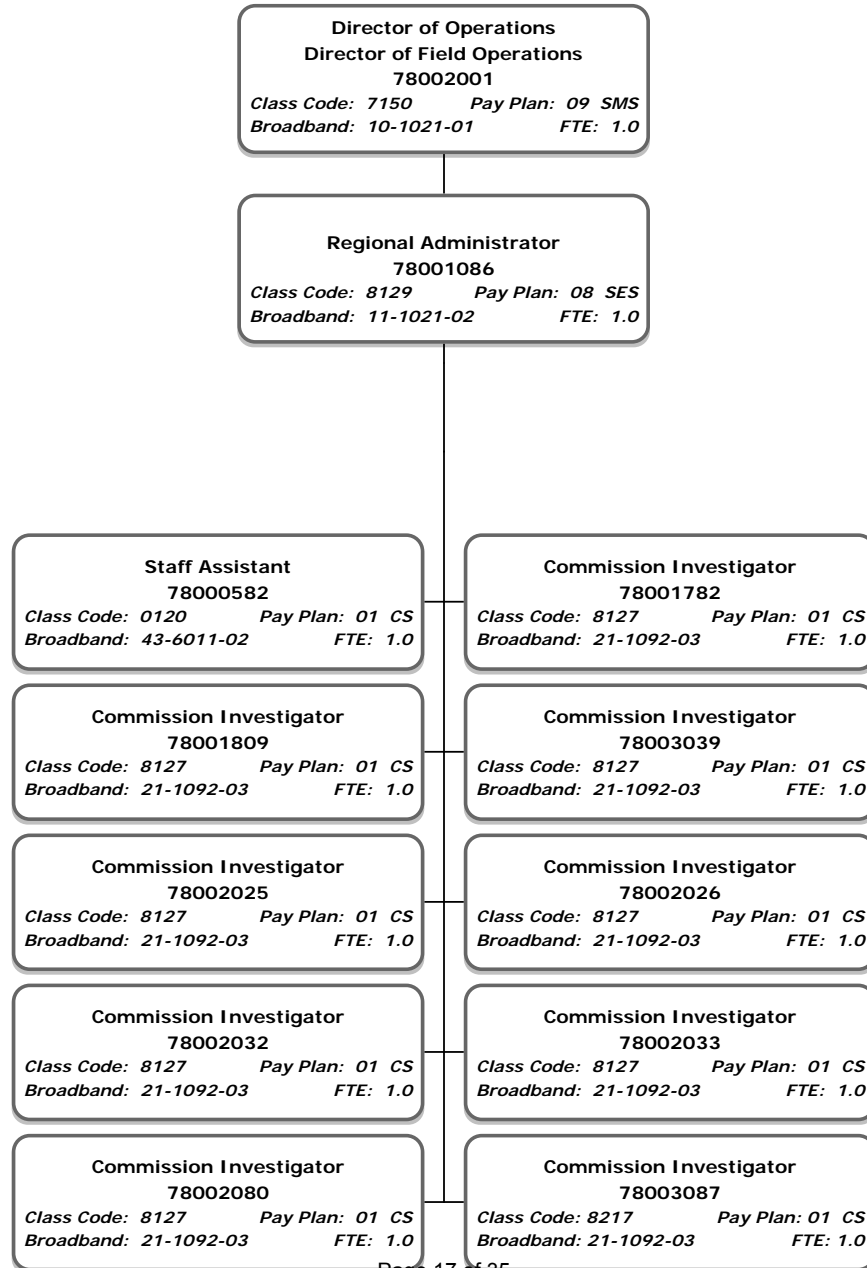 Director of Operations
Director of Field Operations
78002001
Class Code: 7150 Pay Plan: 09 SMS
Broadband: 10-1021-01 FTE: 1.0
Regional Administrator
78001086
Class Code: 8129 Pay Plan: 08 SES
Broadband: 11-1021-02 FTE: 1.0
Staff Assistant
78000582
Class Code: 0120 Pay Plan: 01 CS
Broadband: 43-6011-02 FTE: 1.0
Commission Investigator
78001782
Class Code: 8127 Pay Plan: 01 CS
Broadband: 21-1092-03 FTE: 1.0
Commission Investigator
78001809
Class Code: 8127 Pay Plan: 01 CS
Broadband: 21-1092-03 FTE: 1.0
Commission Investigator
78003039
Class Code: 8127 Pay Plan: 01 CS
Broadband: 21-1092-03 FTE: 1.0
Commission Investigator
78002025
Class Code: 8127 Pay Plan: 01 CS
Broadband: 21-1092-03 FTE: 1.0
Commission Investigator
78002026
Class Code: 8127 Pay Plan: 01 CS
Broadband: 21-1092-03 FTE: 1.0
Commission Investigator
78002032
Class Code: 8127 Pay Plan: 01 CS
Broadband: 21-1092-03 FTE: 1.0
Commission Investigator
78002033
Class Code: 8127 Pay Plan: 01 CS
Broadband: 21-1092-03 FTE: 1.0
Commission Investigator
78002080
Class Code: 8127 Pay Plan: 01 CS
Broadband: 21-1092-03 FTE: 1.0
Commission Investigator
78003087
Class Code: 8217 Pay Plan: 01 CS
Broadband: 21-1092-03 FTE: 1.0
Page 17 of